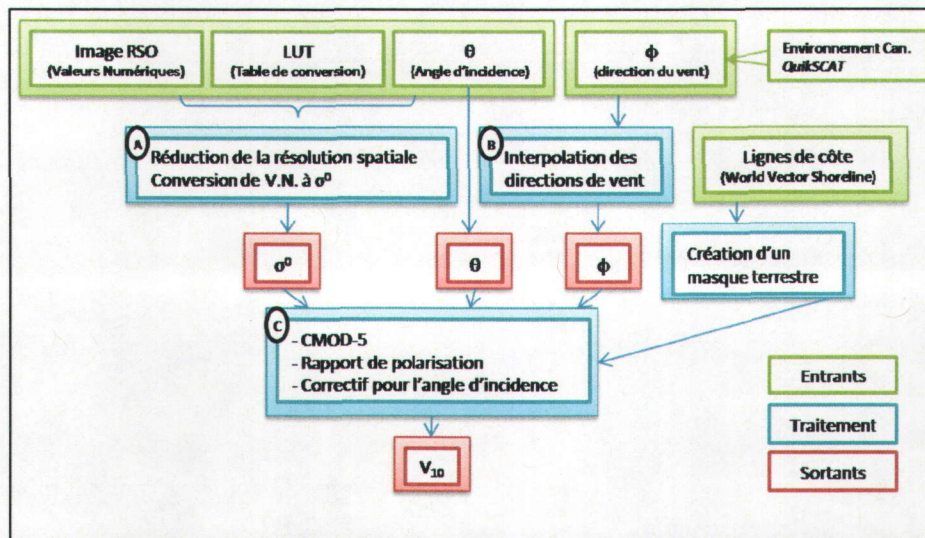 Image RSO
(Valeurs Numériques)
LUT
(Table de conversion)
θ
(Angle d'incidence)
ϕ
(direction du vent)
Environnement Can.
QuikSCAT
A
Réduction de la résolution spatiale
Conversion de V.N. à σ⁰
B
Interpolation des
directions de vent
Lignes de côte
(World Vector Shoreline)
σ⁰
θ
ϕ
Création d'un
masque terrestre
C
- CMOD-5
- Rapport de polarisation
- Correctif pour l'angle d'incidence
V₁₀
Entrants
Traitement
Sortants